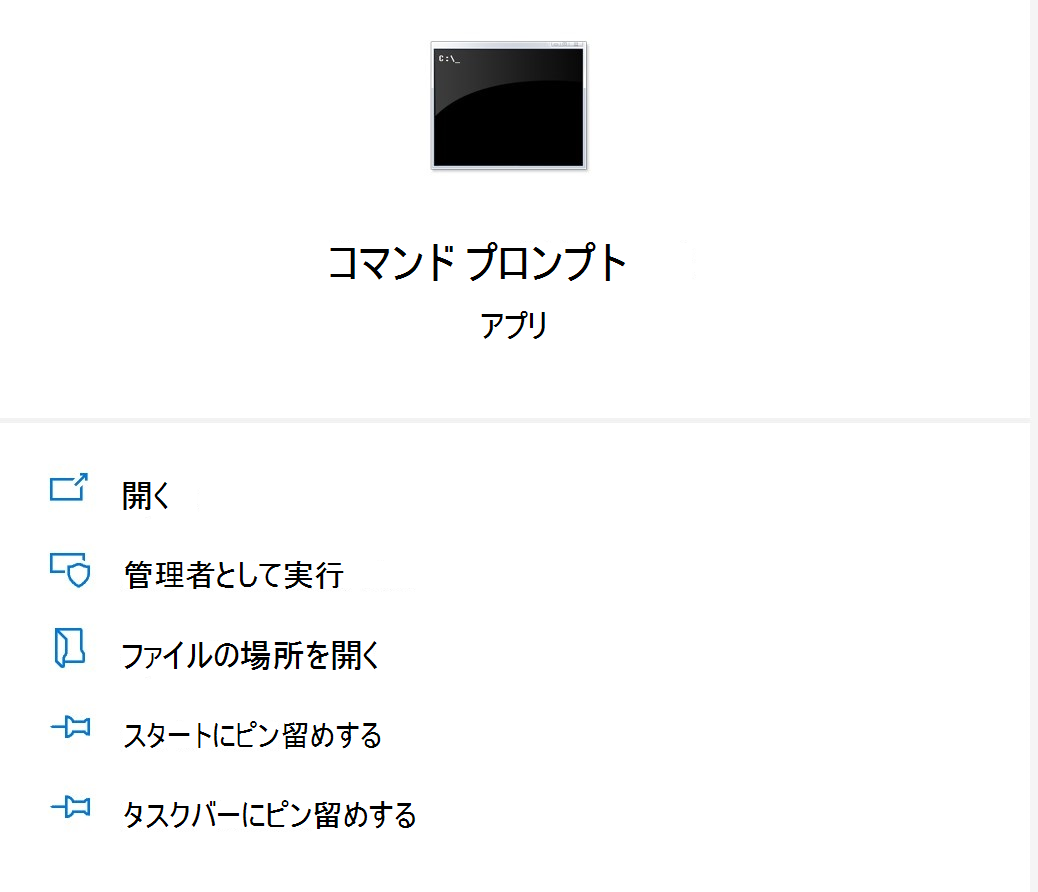 C:\_
コマンド プロンプト
アプリ
開く
管理者として実行
ファイルの場所を開く
スタートにピン留めする
タスクバーにピン留めする